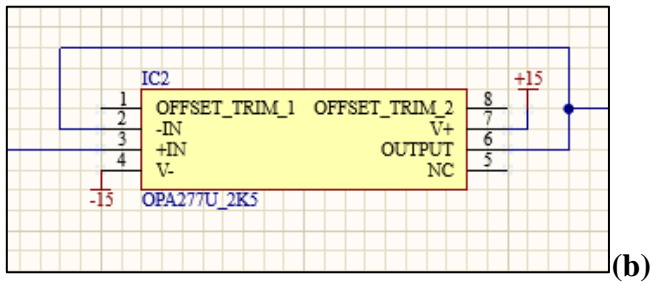 IC2
+15
1 OFFSET_TRIM_1 OFFSET_TRIM_2 8
2 -IN V+ 7
3 +IN OUTPUT 6
4 V- NC 5
-15 OPA277U_2K5
(b)